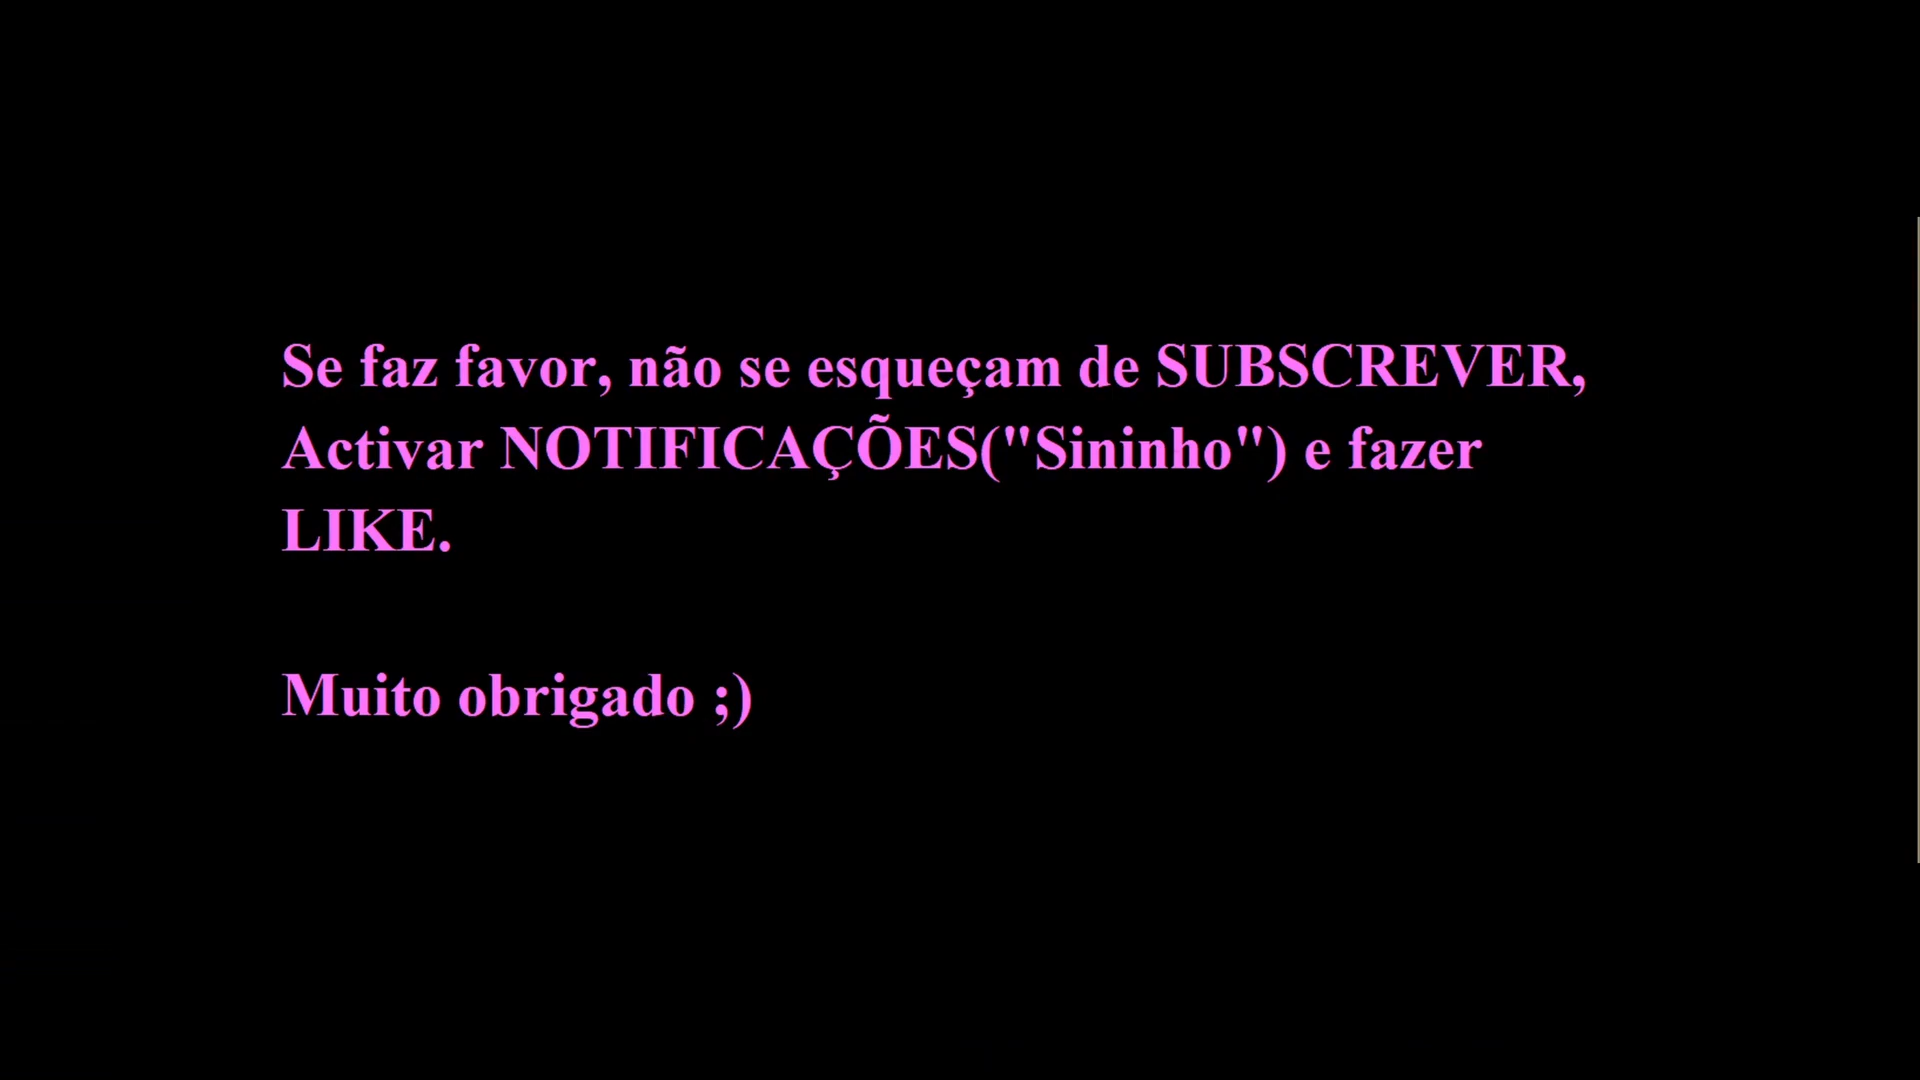 Se faz favor, não se esqueçam de SUBSCREVER,
Activar NOTIFICAÇÕES("Sininho") e fazer
LIKE.
Muito obrigado ;)